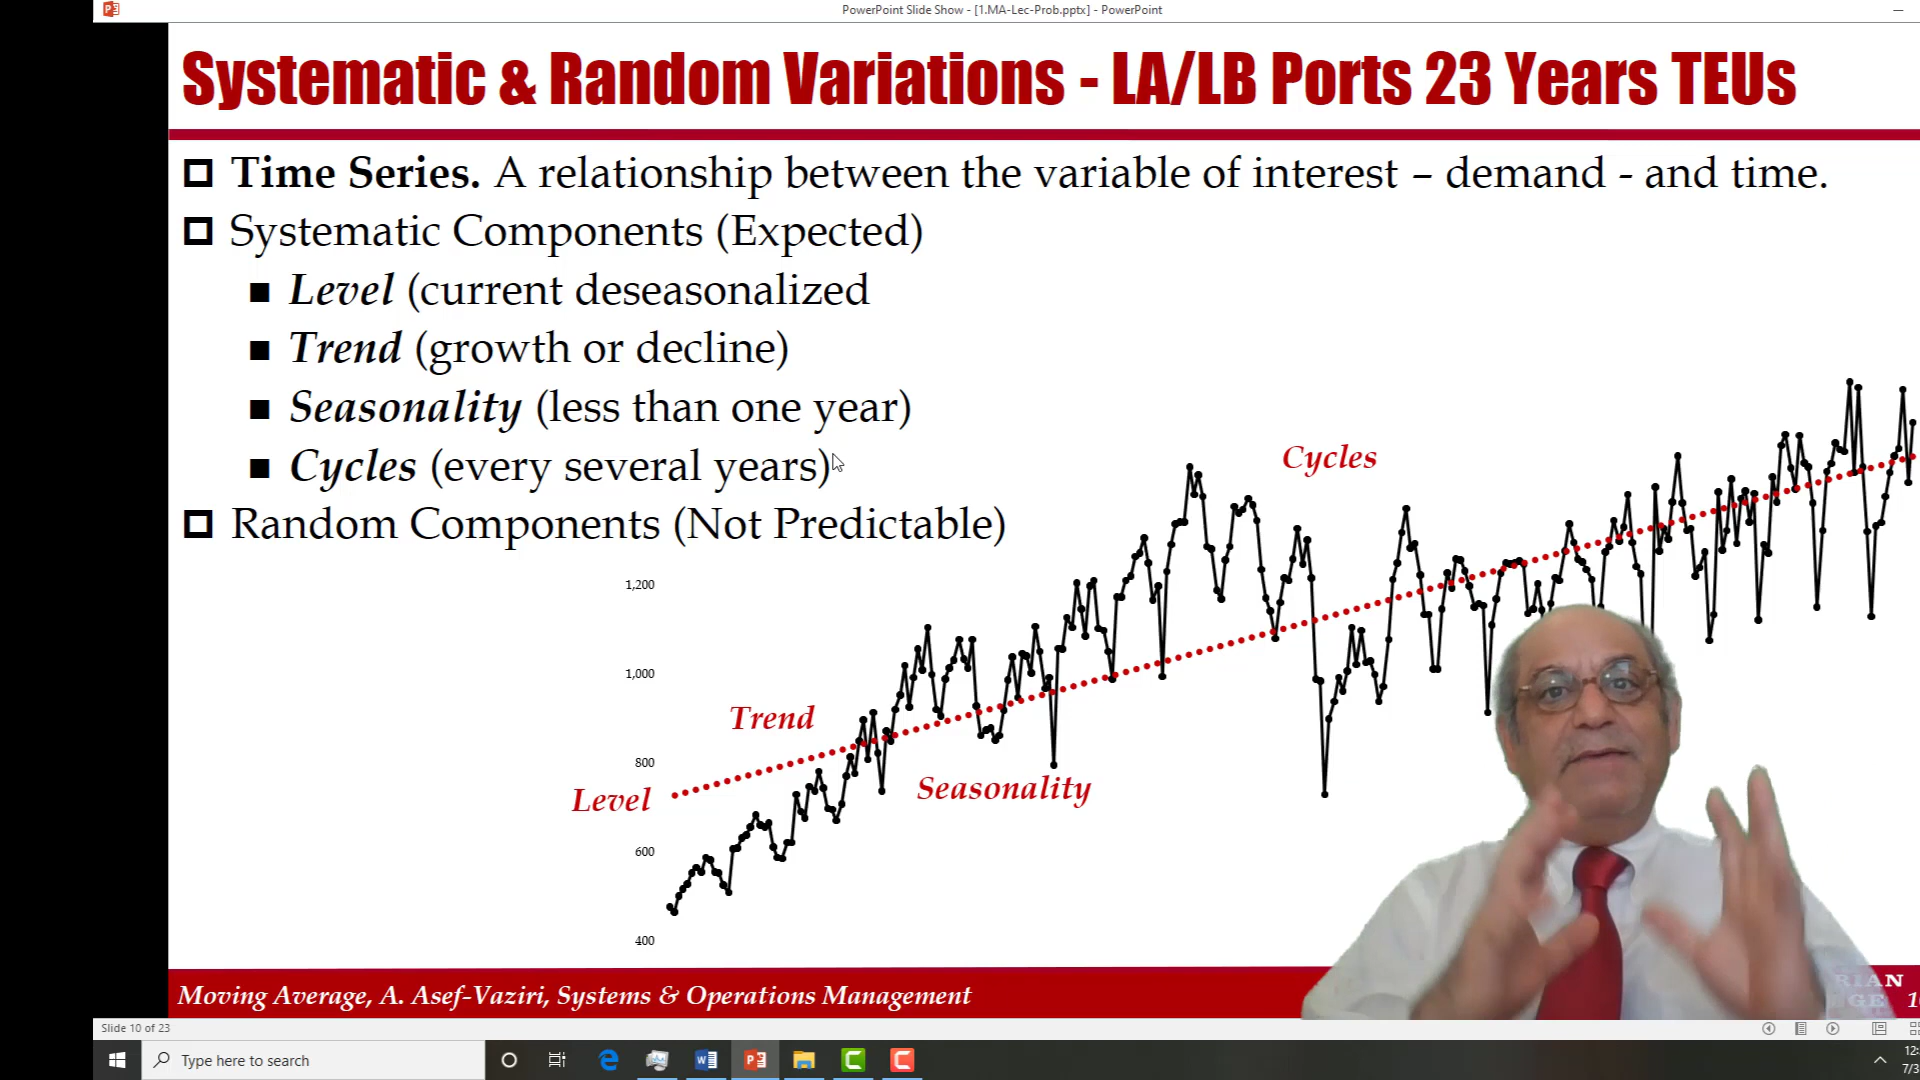 PowerPoint Slide Show - [1.MA-Lec-Prob.pptx] - PowerPoint
Systematic & Random Variations - LA/LB Ports 23 Years TEUs
Time Series. A relationship between the variable of interest – demand - and time.
Systematic Components (Expected)
Level (current deseasonalized
Trend (growth or decline)
Seasonality (less than one year)
Cycles (every several years)
Random Components (Not Predictable)
Cycles
1,200
1,000
Trend
800
Seasonality
Level
600
400
Moving Average, A. Asef-Vaziri, Systems & Operations Management
Slide 10 of 23
Type here to search